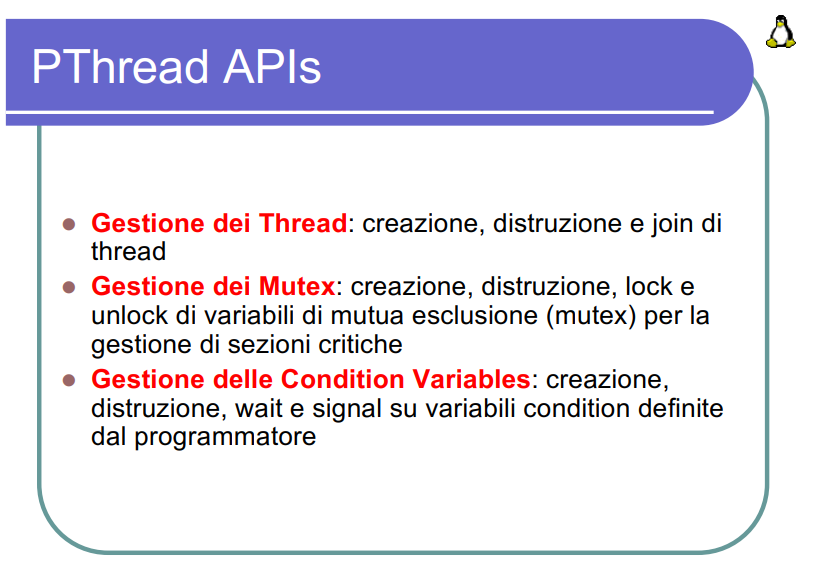 PThread APIs
Gestione dei Thread: creazione, distruzione e join di
thread
Gestione dei Mutex: creazione, distruzione, lock e
unlock di variabili di mutua esclusione (mutex) per la
gestione di sezioni critiche
Gestione delle Condition Variables: creazione,
distruzione, wait e signal su variabili condition definite
dal programmatore